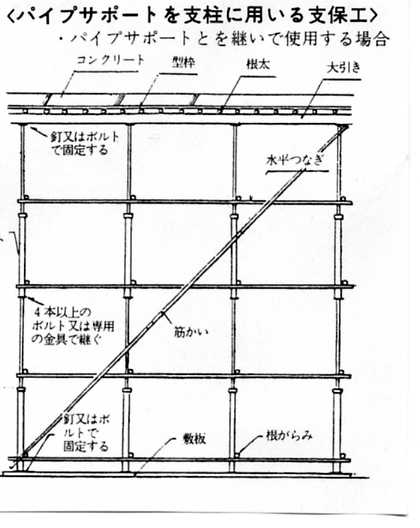 〈パイプサポートを支柱に用いる支保工〉
・パイプサポートとを継いで使用する場合
コンクリート
型枠
根太
大引き
釘又はボルト
で固定する
水平つなぎ
4本以上の
ボルト又は専用
の金具で継ぐ
筋かい
釘又はボ
ルトで
固定する
敷板
根がらみ